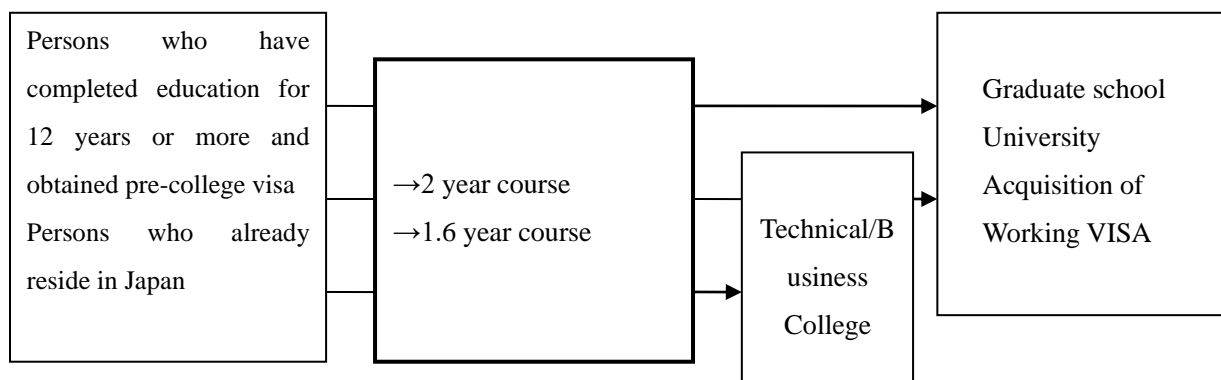 Persons who have
completed education for
12 years or more and
obtained pre-college visa
Persons who already
reside in Japan
→2 year course
→1.6 year course
Technical/B
usiness
College
Graduate school
University
Acquisition of
Working VISA